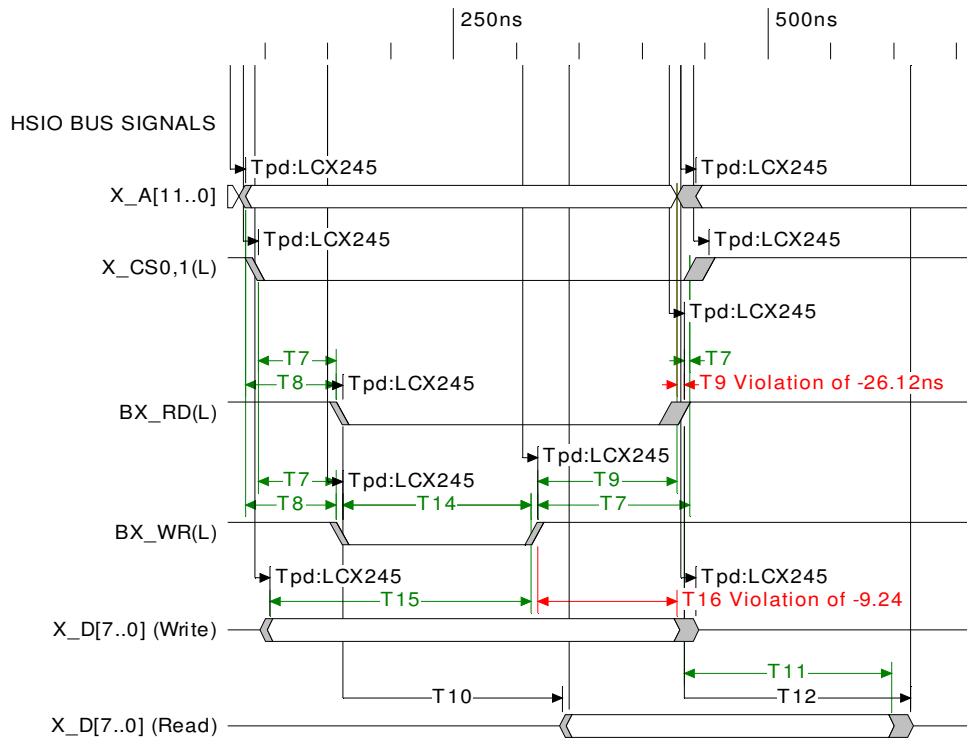 250ns 500ns
HSIO BUS SIGNALS
Tpd:LCX245 Tpd:LCX245
X_A[11..0]
Tpd:LCX245 Tpd:LCX245
X_CS0,1(L)
Tpd:LCX245
T7 T7
T8 Tpd:LCX245 T9 Violation of -26.12ns
BX_RD(L)
Tpd:LCX245
T7 Tpd:LCX245 T9
T8 T14 T7
BX_WR(L)
Tpd:LCX245 Tpd:LCX245
T15 T16 Violation of -9.24
X_D[7..0] (Write)
T11
T10 T12
X_D[7..0] (Read)